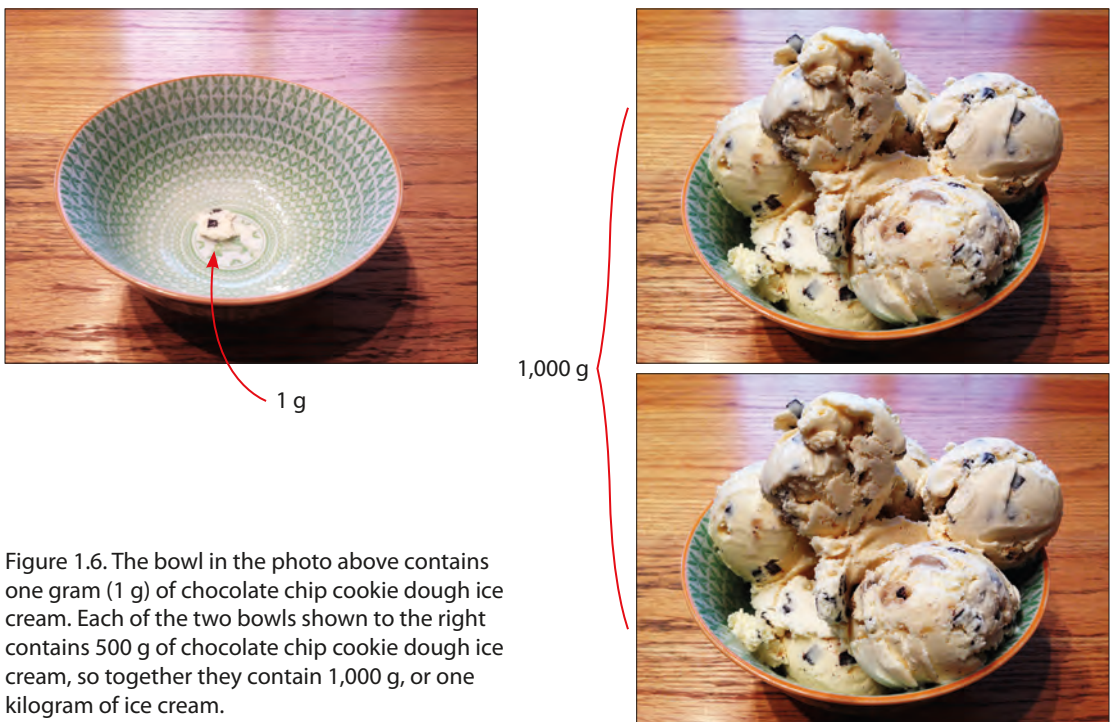 1 g
1,000 g
Figure 1.6. The bowl in the photo above contains
one gram (1 g) of chocolate chip cookie dough ice
cream. Each of the two bowls shown to the right
contains 500 g of chocolate chip cookie dough ice
cream, so together they contain 1,000 g, or one
kilogram of ice cream.